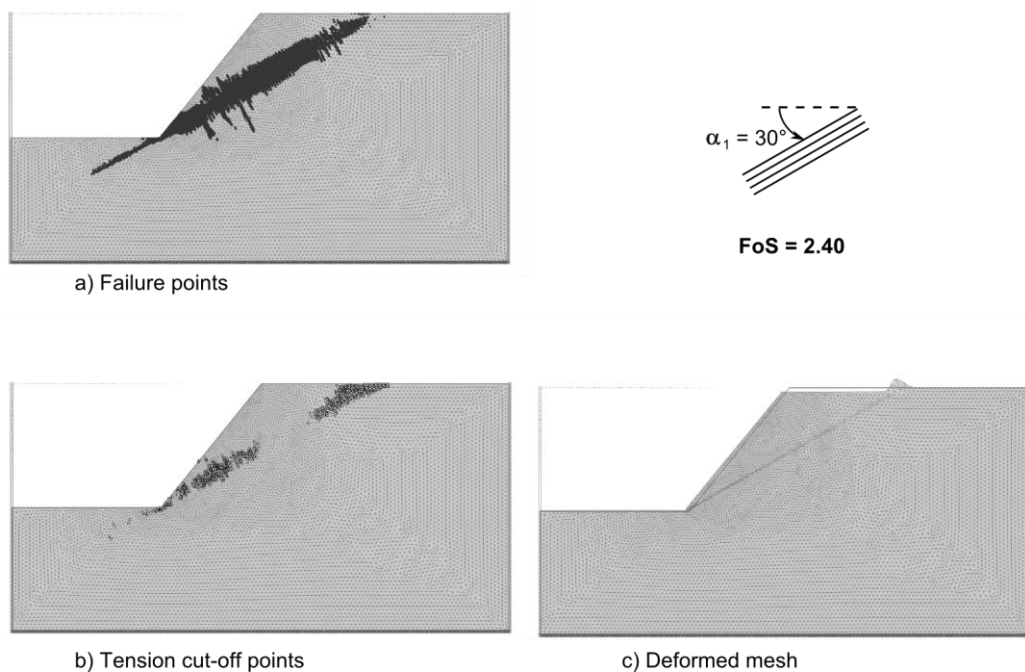 α₁ = 30°
FoS = 2.40
a) Failure points
b) Tension cut-off points
c) Deformed mesh